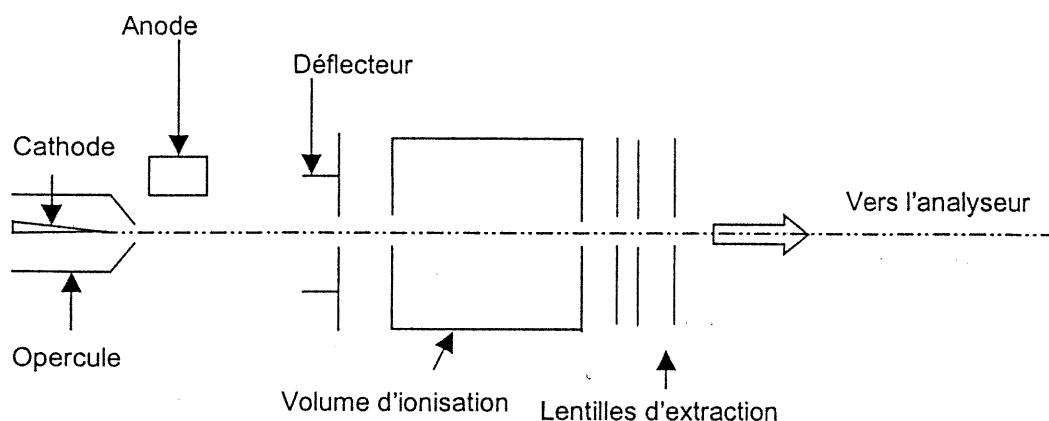 Anode
Déflecteur
Cathode
Vers l'analyseur
Opercule
Volume d'ionisation
Lentilles d'extraction